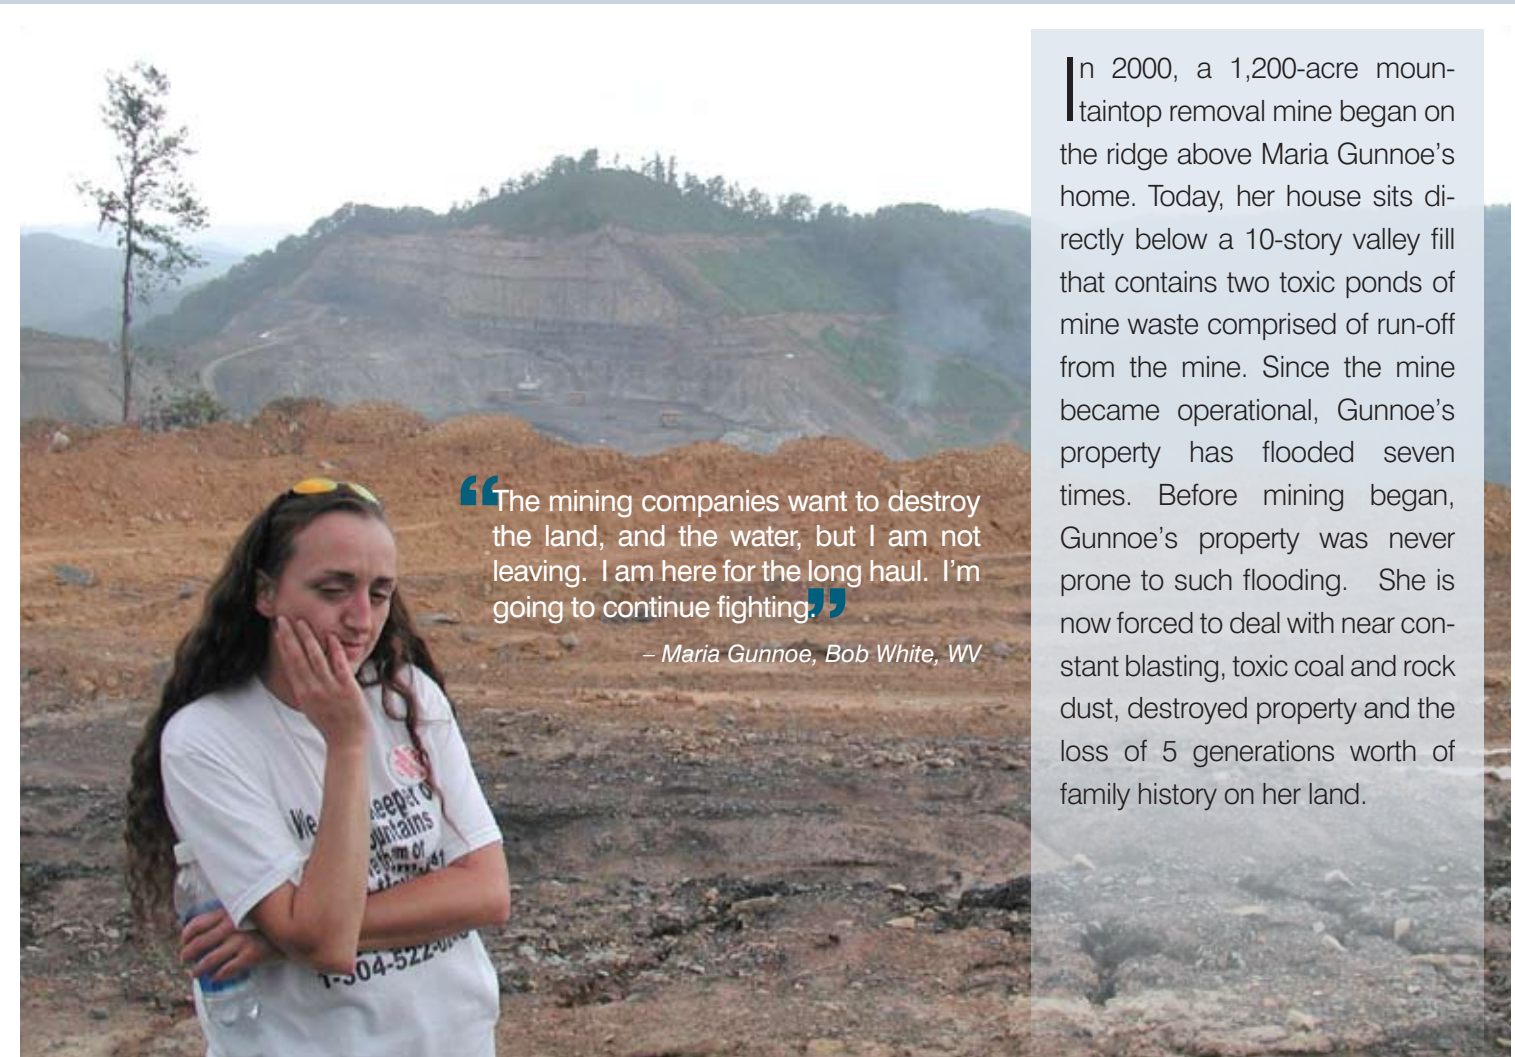 In 2000, a 1,200-acre moun-
taintop removal mine began on
the ridge above Maria Gunnoe’s
home. Today, her house sits di-
rectly below a 10-story valley fill
that contains two toxic ponds of
mine waste comprised of run-off
from the mine. Since the mine
became operational, Gunnoe’s
property has flooded seven
times. Before mining began,
Gunnoe’s property was never
prone to such flooding. She is
now forced to deal with near con-
stant blasting, toxic coal and rock
dust, destroyed property and the
loss of 5 generations worth of
family history on her land.
“The mining companies want to destroy
the land, and the water, but I am not
leaving. I am here for the long haul. I’m
going to continue fighting.”
– Maria Gunnoe, Bob White, WV
We
1-304-522-